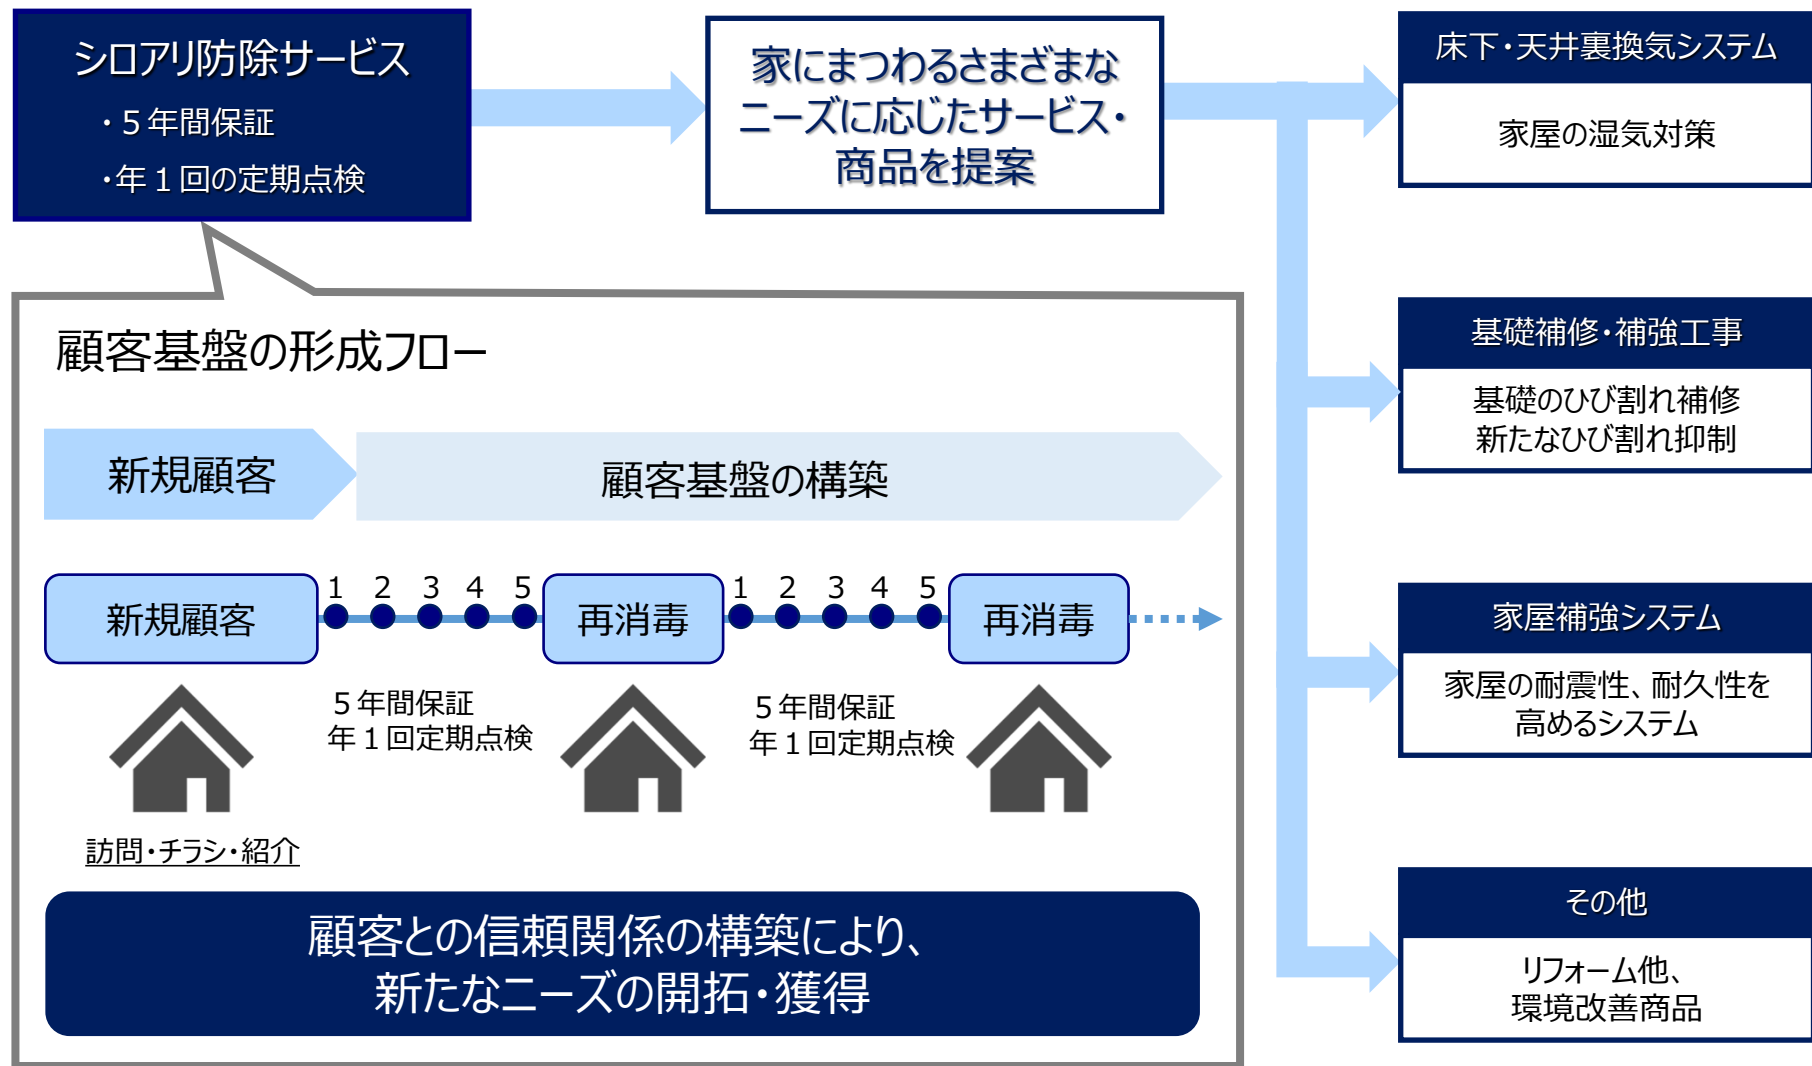 シロアリ防除サービス
・５年間保証
・年１回の定期点検
家にまつわるさまざまな
ニーズに応じたサービス・
商品を提案
床下・天井裏換気システム
家屋の湿気対策
基礎補修・補強工事
基礎のひび割れ補修
新たなひび割れ抑制
家屋補強システム
家屋の耐震性、耐久性を
高めるシステム
その他
リフォーム他、
環境改善商品
顧客基盤の形成フロー
新規顧客
顧客基盤の構築
新規顧客
1 2 3 4 5
再消毒
1 2 3 4 5
再消毒
５年間保証
年１回定期点検
５年間保証
年１回定期点検
訪問・チラシ・紹介
顧客との信頼関係の構築により、
新たなニーズの開拓・獲得